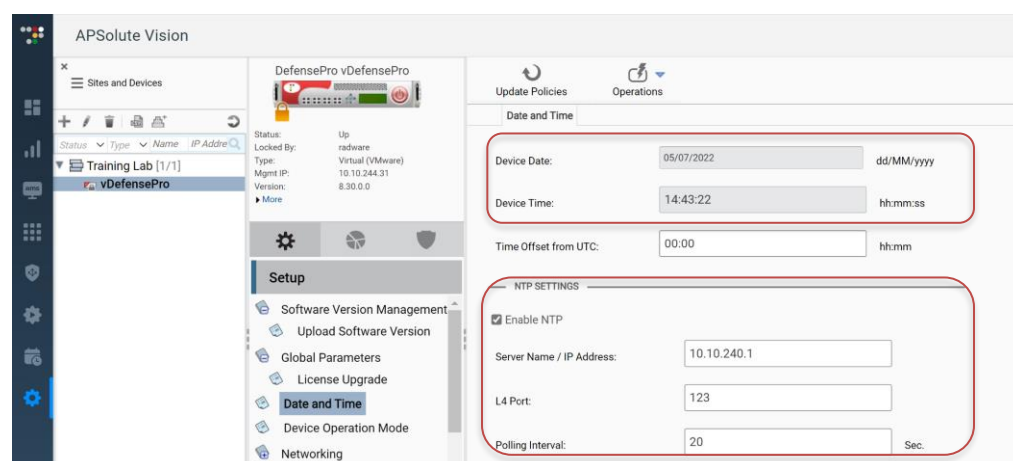 APSolute Vision
Sites and Devices
Status Type Name IP Addre
Training Lab [1/1]
vDefensePro
DefensePro vDefensePro
Status: Up
Locked By: radware
Type: Virtual (VMware)
Mgmt IP: 10.10.244.31
Version: 8.30.0.0
More
Setup
Software Version Management
Upload Software Version
Global Parameters
License Upgrade
Date and Time
Device Operation Mode
Networking
Update Policies Operations
Date and Time
Device Date: 05/07/2022 dd/MM/yyyy
Device Time: 14:43:22 hh:mm:ss
Time Offset from UTC: 00:00 hh:mm
NTP SETTINGS
Enable NTP
Server Name / IP Address: 10.10.240.1
L4 Port: 123
Polling Interval: 20 Sec.